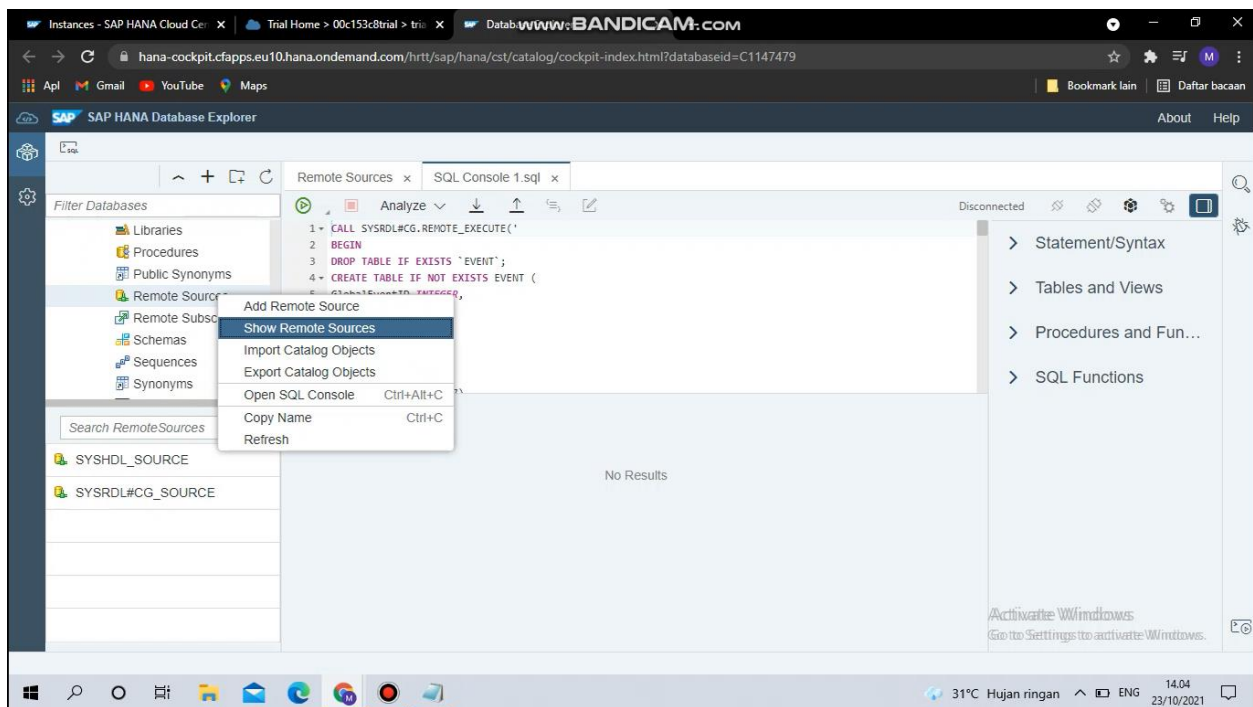 Instances - SAP HANA Cloud Cen
Trial Home > 00c153c8trial > tria
WWW.BANDICAM.COM
hana-cockpit.cfapps.eu10.hana.ondemand.com/hrtt/sap/hana/cst/catalog/cockpit-index.html?databaseid=C1147479
M
Apl Gmail YouTube Maps Bookmark lain Daftar bacaan
SAP SAP HANA Database Explorer About Help
SQL
Remote Sources SQL Console 1.sql
Filter Databases Analyze Disconnected
Libraries
Procedures
Public Synonyms
Remote Sources
Remote Subsc
Schemas
Sequences
Synonyms
Add Remote Source
Show Remote Sources
Import Catalog Objects
Export Catalog Objects
Open SQL Console Ctrl+Alt+C
Copy Name Ctrl+C
Refresh
1 CALL SYSRDL#CG.REMOTE_EXECUTE('
2 BEGIN
3 DROP TABLE IF EXISTS `EVENT`;
4 CREATE TABLE IF NOT EXISTS EVENT (
5 GlobalEventID INTEGER,
Statement/Syntax
Tables and Views
Procedures and Fun...
SQL Functions
Search RemoteSources
SYSHDL_SOURCE
SYSRDL#CG_SOURCE
No Results
Activate Windows
Go to Settings to activate Windows.
31°C Hujan ringan ENG 14.04
23/10/2021